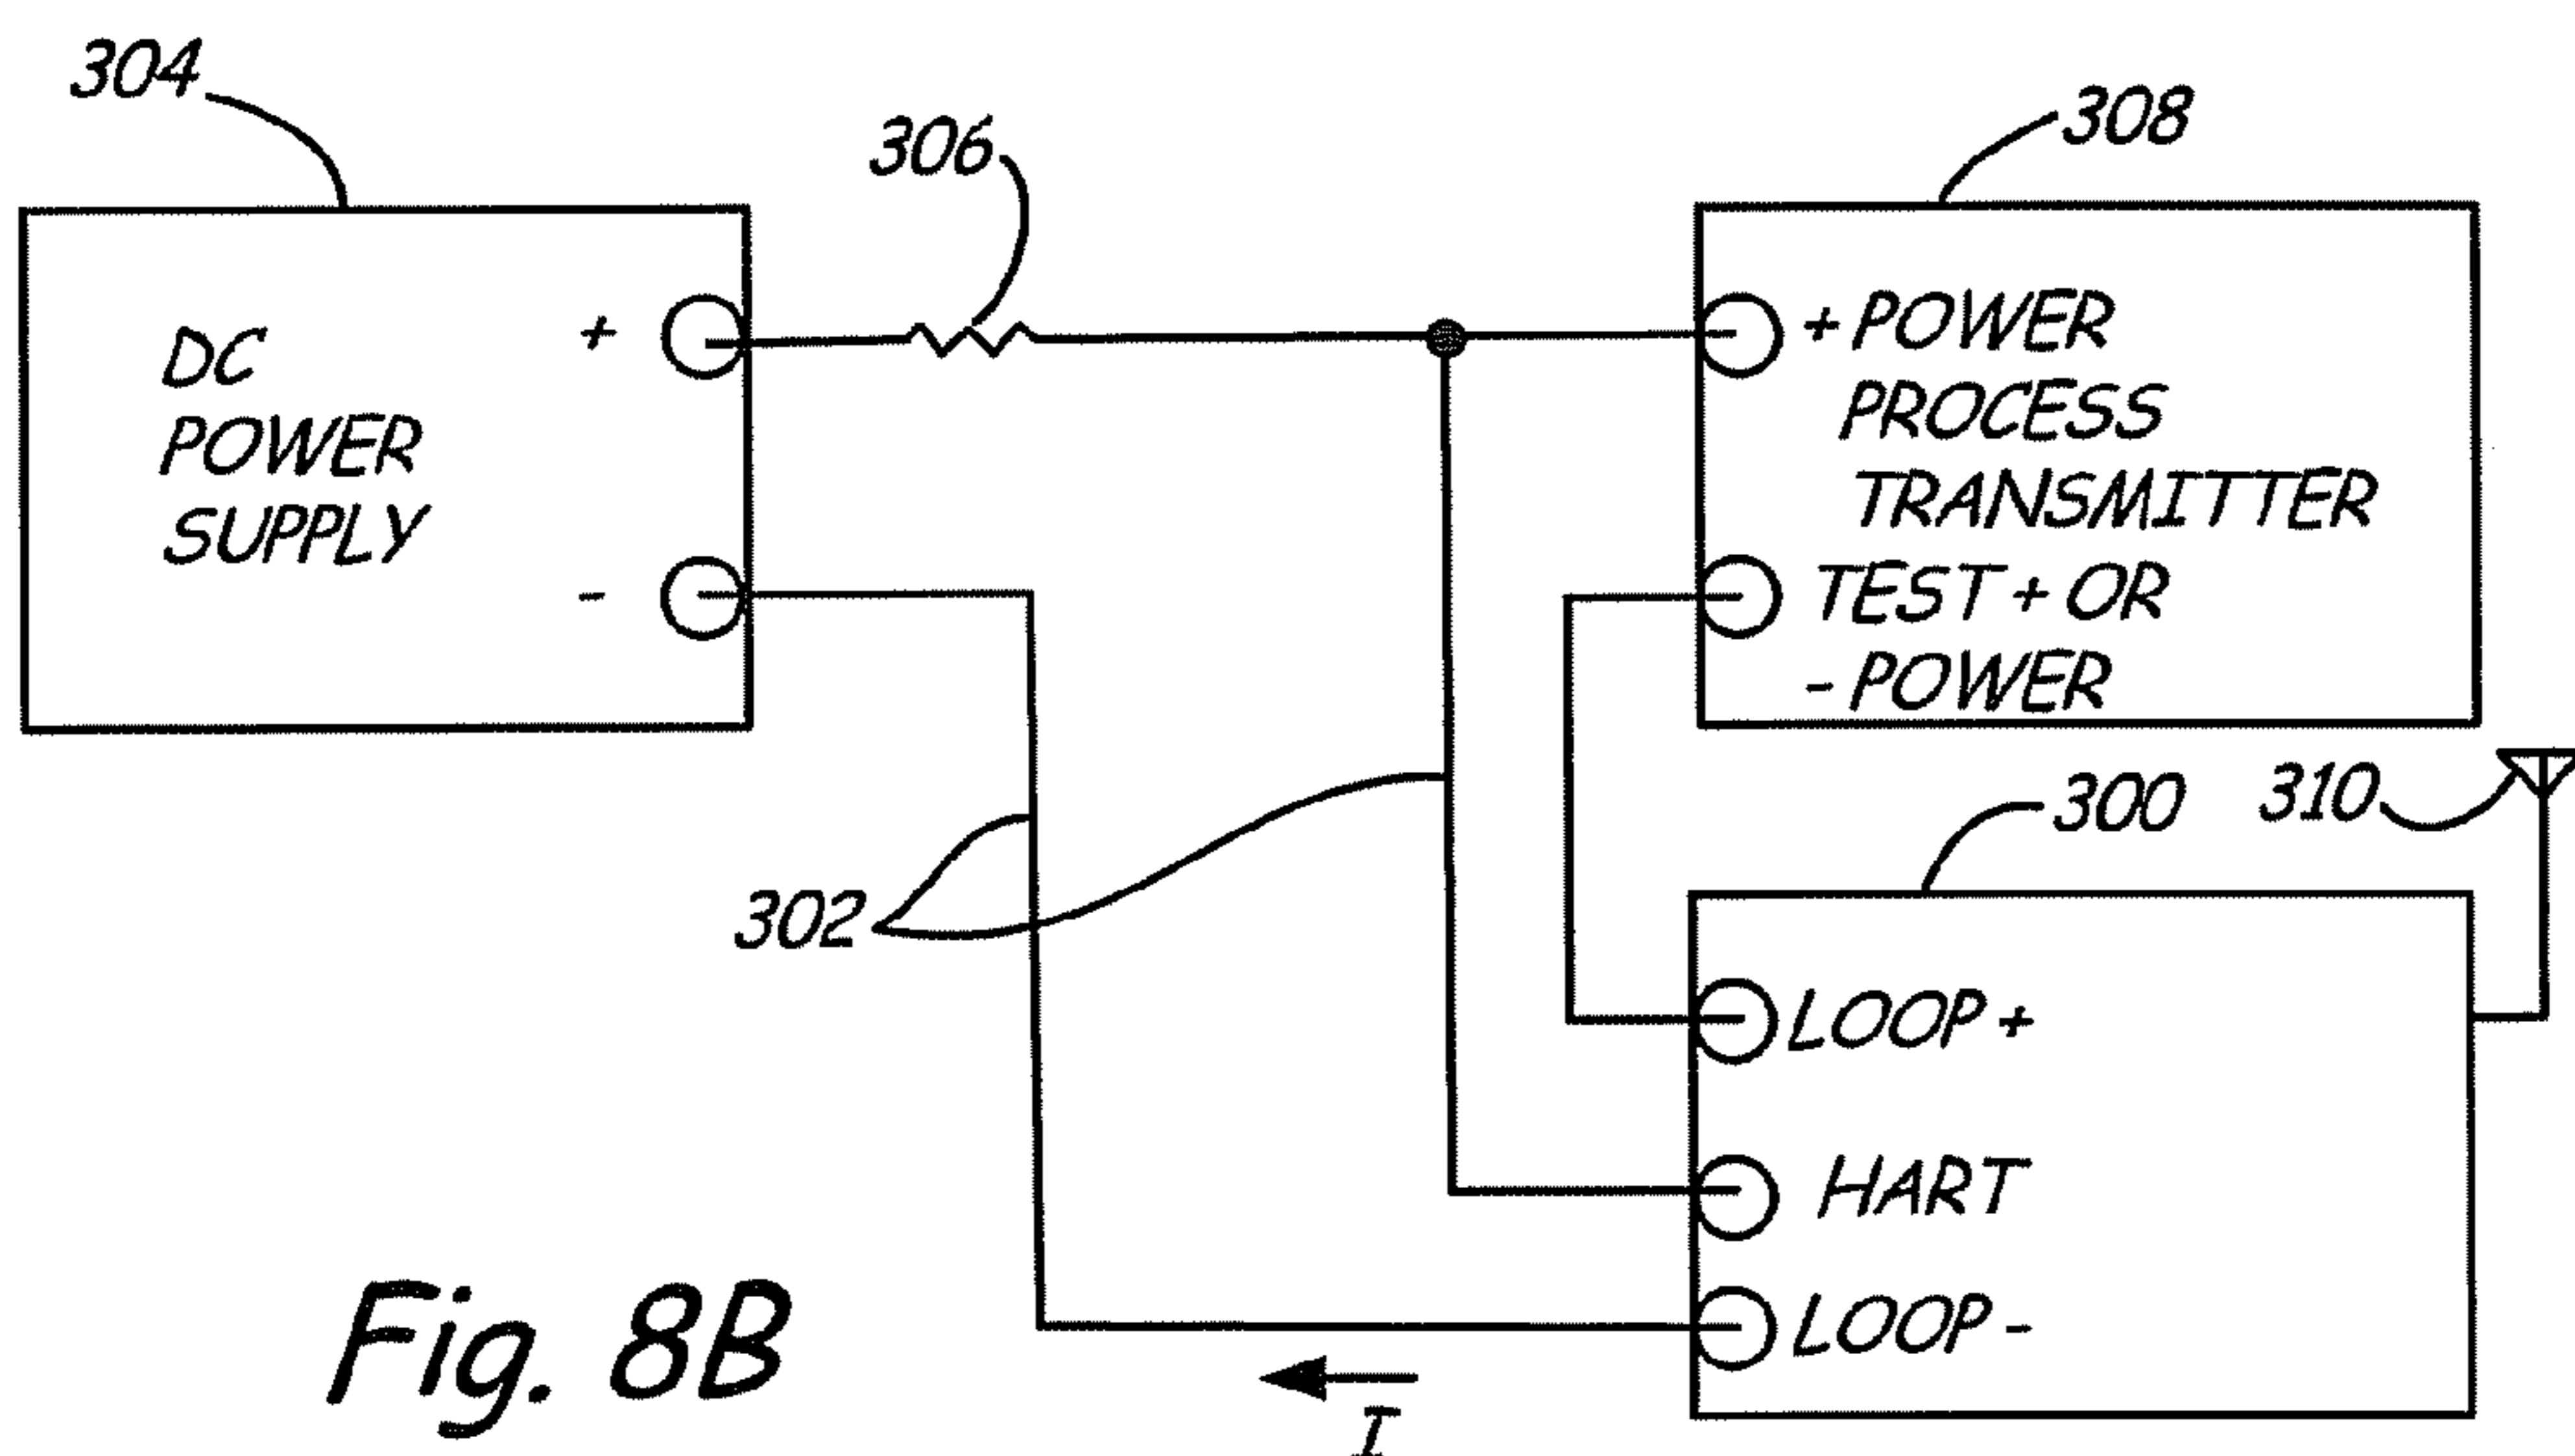 304
306
308
DC
POWER
SUPPLY
+
-
+ POWER
PROCESS
TRANSMITTER
TEST + OR
- POWER
302
300
310
LOOP +
HART
LOOP -
I
Fig. 8B